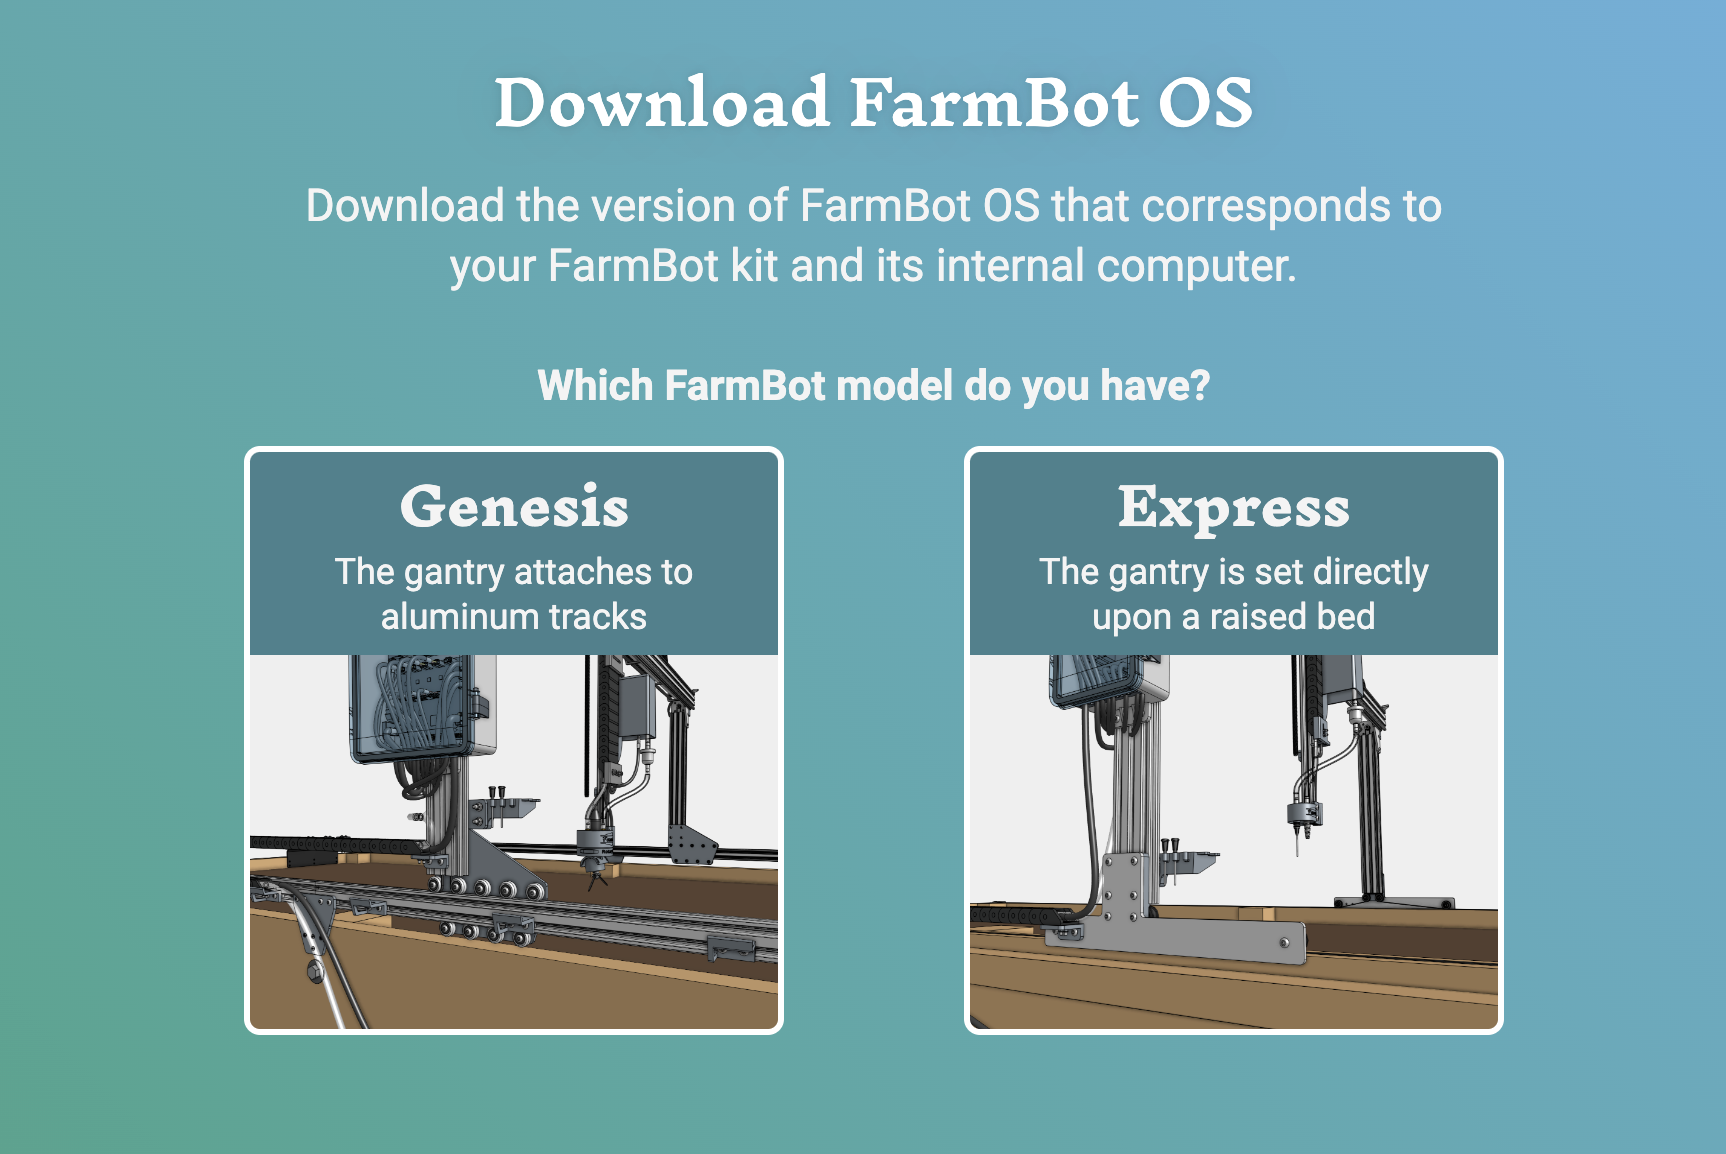 Download FarmBot OS
Download the version of FarmBot OS that corresponds to
your FarmBot kit and its internal computer.
Which FarmBot model do you have?
Genesis
The gantry attaches to
aluminum tracks
Express
The gantry is set directly
upon a raised bed